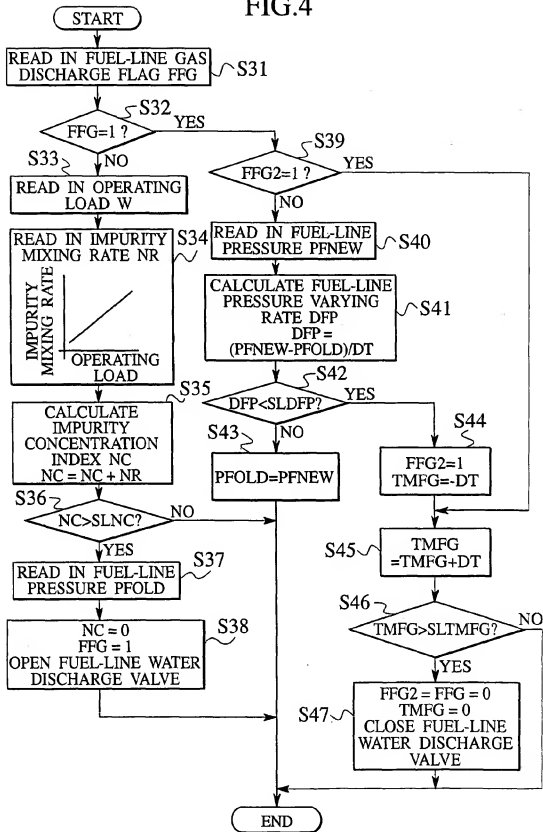 FIG.4
START
READ IN FUEL-LINE GAS
DISCHARGE FLAG FFG
S31
S32
FFG=1 ?
YES
NO
S33
READ IN OPERATING
LOAD W
READ IN IMPURITY
MIXING RATE NR
S34
IMPURITY
MIXING RATE
OPERATING
LOAD
S35
CALCULATE
IMPURITY
CONCENTRATION
INDEX NC
NC = NC + NR
S36
NC>SLNC?
NO
YES
S37
READ IN FUEL-LINE
PRESSURE PFOLD
S38
NC = 0
FFG = 1
OPEN FUEL-LINE WATER
DISCHARGE VALVE
S39
FFG2=1 ?
YES
NO
READ IN FUEL-LINE
PRESSURE PFNEW
S40
CALCULATE FUEL-LINE
PRESSURE VARYING
RATE DFP
DFP=
(PFNEW-PFOLD)/DT
S41
S42
DFP<SLDFP?
YES
NO
S43
PFOLD=PFNEW
S44
FFG2=1
TMFG=-DT
S45
TMFG
=TMFG+DT
S46
TMFG>SLTMFG?
NO
YES
S47
FFG2 = FFG = 0
TMFG = 0
CLOSE FUEL-LINE
WATER DISCHARGE
VALVE
END